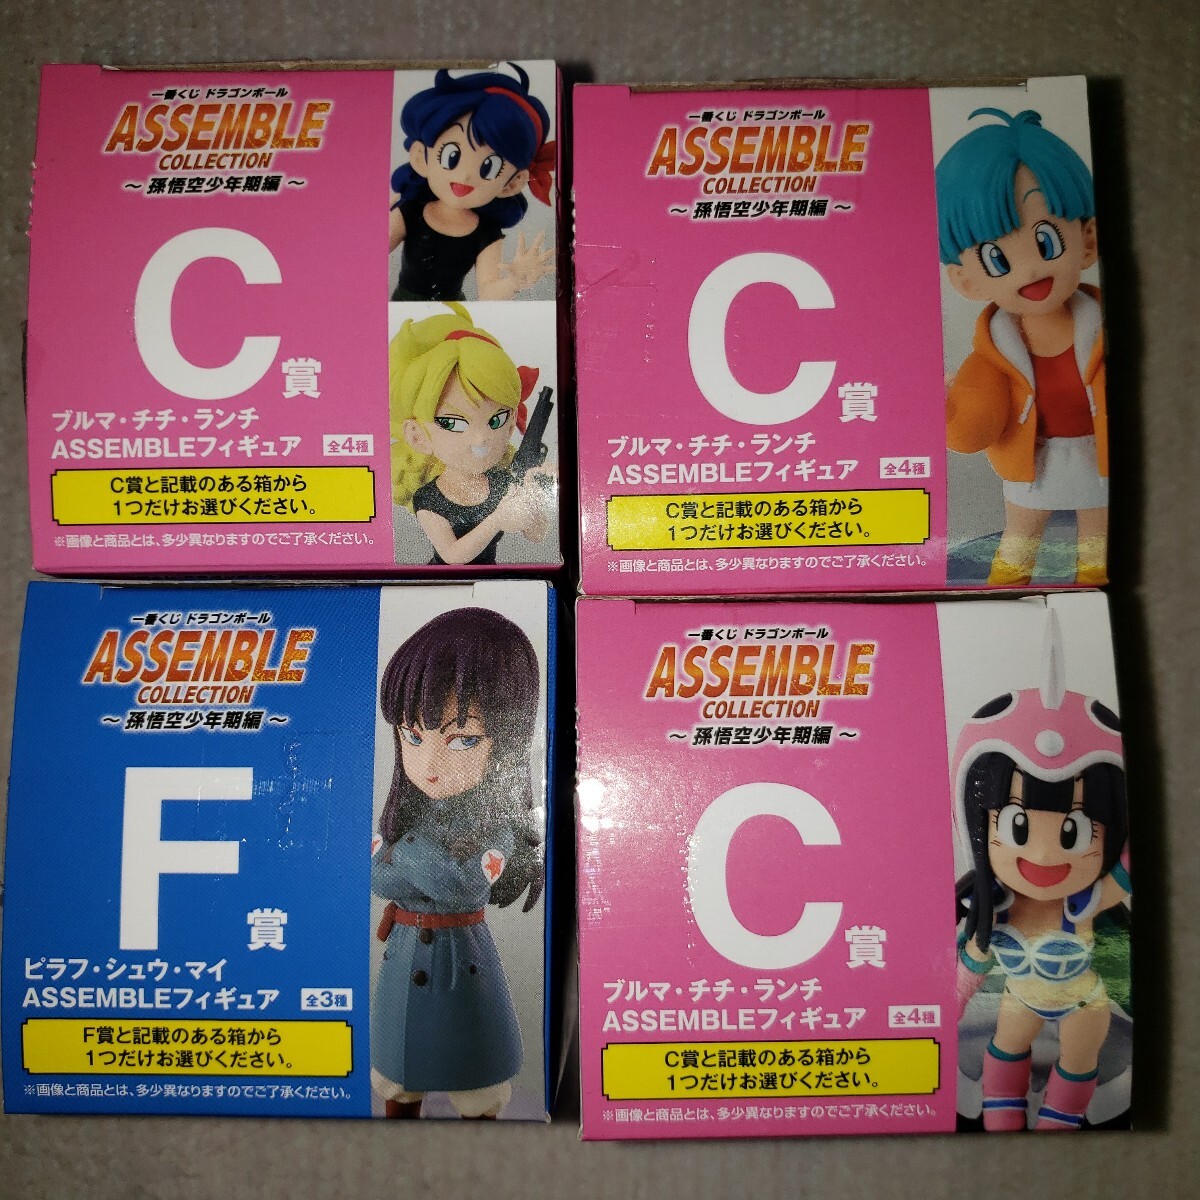 一番くじ ドラゴンボール
ASSEMBLE
COLLECTION
～ 孫悟空少年期編 ～
C賞
ブルマ・チチ・ランチ
ASSEMBLEフィギュア 全4種
C賞と記載のある箱から
1つだけお選びください。
※画像と商品とは、多少異なりますのでご了承ください。
一番くじ ドラゴンボール
ASSEMBLE
COLLECTION
～ 孫悟空少年期編 ～
C賞
ブルマ・チチ・ランチ
ASSEMBLEフィギュア 全4種
C賞と記載のある箱から
1つだけお選びください。
※画像と商品とは、多少異なりますのでご了承ください。
一番くじ ドラゴンボール
ASSEMBLE
COLLECTION
～ 孫悟空少年期編 ～
F賞
ピラフ・シュウ・マイ
ASSEMBLEフィギュア 全3種
F賞と記載のある箱から
1つだけお選びください。
※画像と商品とは、多少異なりますのでご了承ください。
一番くじ ドラゴンボール
ASSEMBLE
COLLECTION
～ 孫悟空少年期編 ～
C賞
ブルマ・チチ・ランチ
ASSEMBLEフィギュア 全4種
C賞と記載のある箱から
1つだけお選びください。
※画像と商品とは、多少異なりますのでご了承ください。